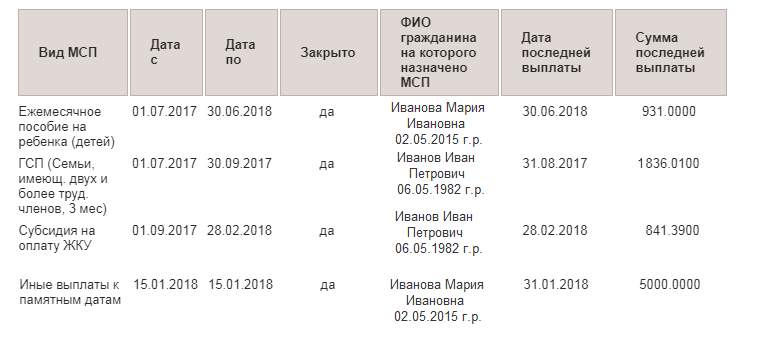 Вид МСП
Дата
с
Дата
по
Закрыто
ФИО
гражданина
на которого
назначено
МСП
Дата
последней
выплаты
Сумма
последней
выплаты
Ежемесячное
пособие на
ребенка (детей)
01.07.2017
30.06.2018
да
Иванова Мария
Ивановна
02.05.2015 г.р.
30.06.2018
931.0000
ГСП (Семьи,
имеющ. двух и
более труд.
членов, 3 мес)
01.07.2017
30.09.2017
да
Иванов Иван
Петрович
06.05.1982 г.р.
31.08.2017
1836.0100
Субсидия на
оплату ЖКУ
01.09.2017
28.02.2018
да
Иванов Иван
Петрович
06.05.1982 г.р.
28.02.2018
841.3900
Иные выплаты к
памятным датам
15.01.2018
15.01.2018
да
Иванова Мария
Ивановна
02.05.2015 г.р.
31.01.2018
5000.0000